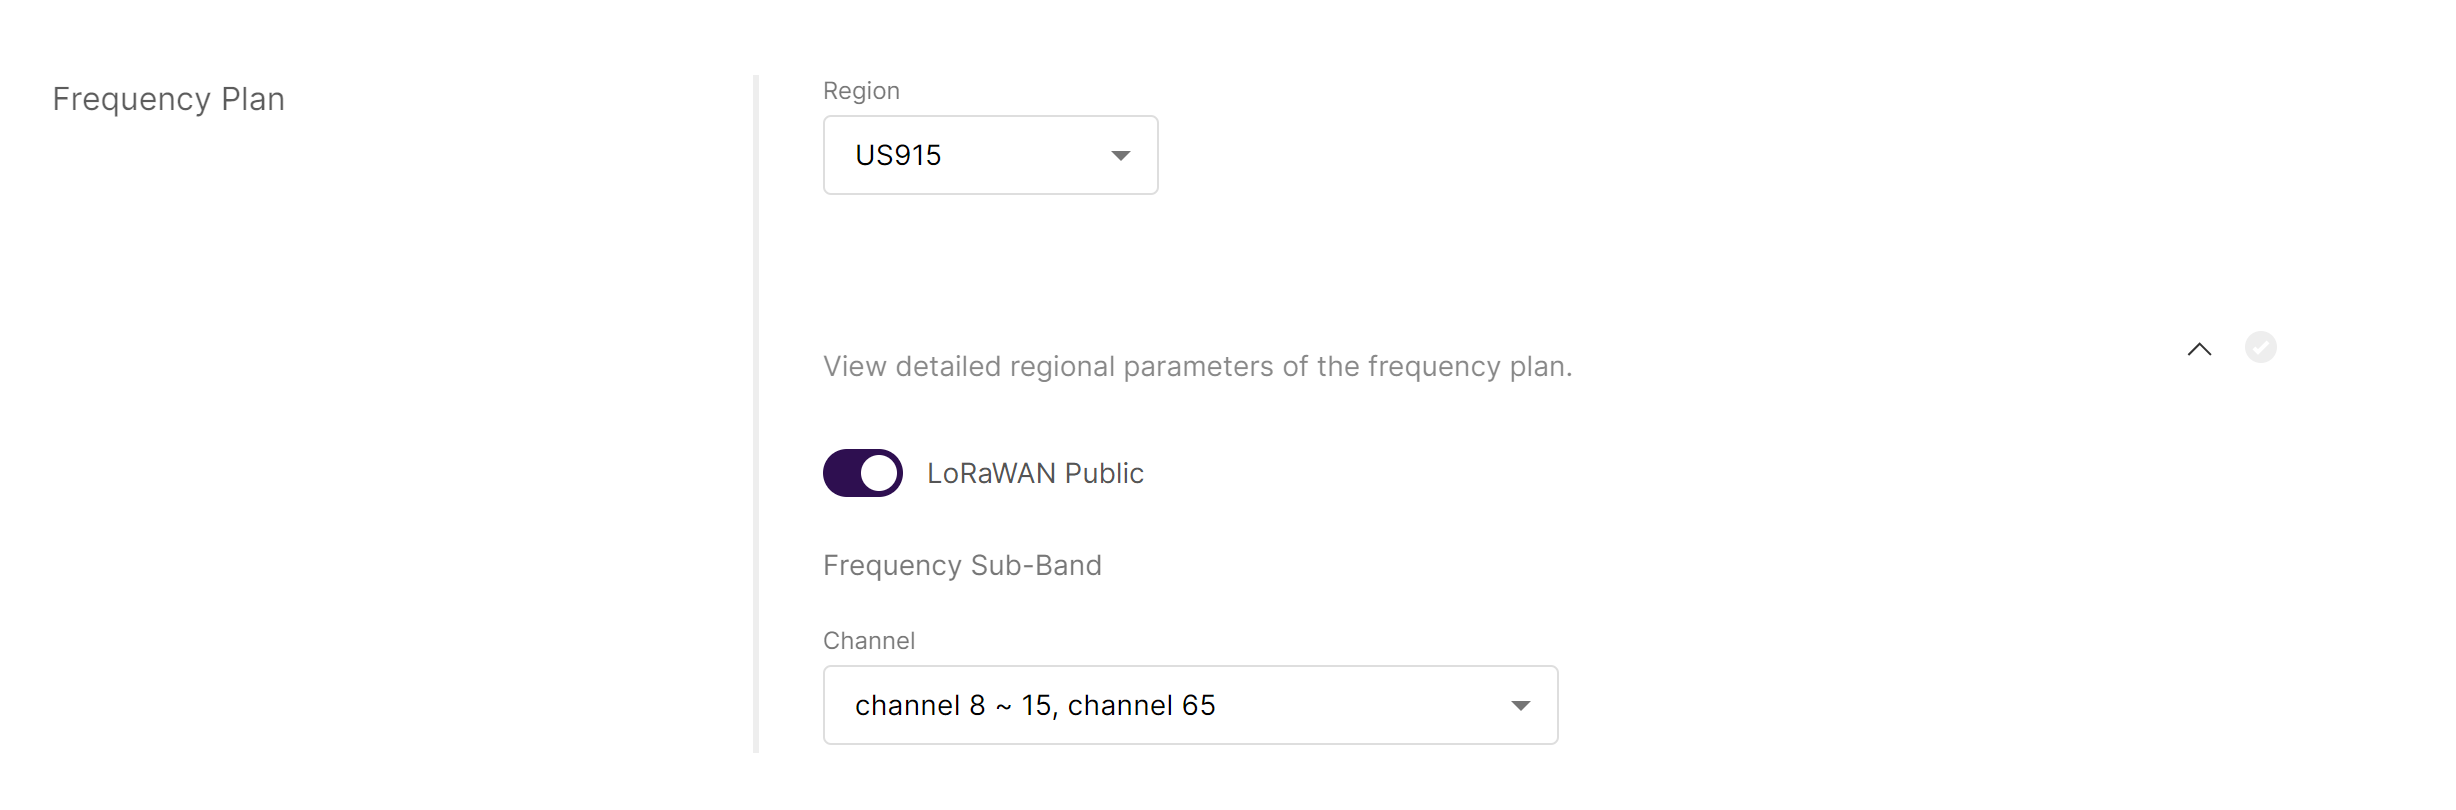 Frequency Plan
Region
US915
View detailed regional parameters of the frequency plan.
LoRaWAN Public
Frequency Sub-Band
Channel
channel 8 ~ 15, channel 65